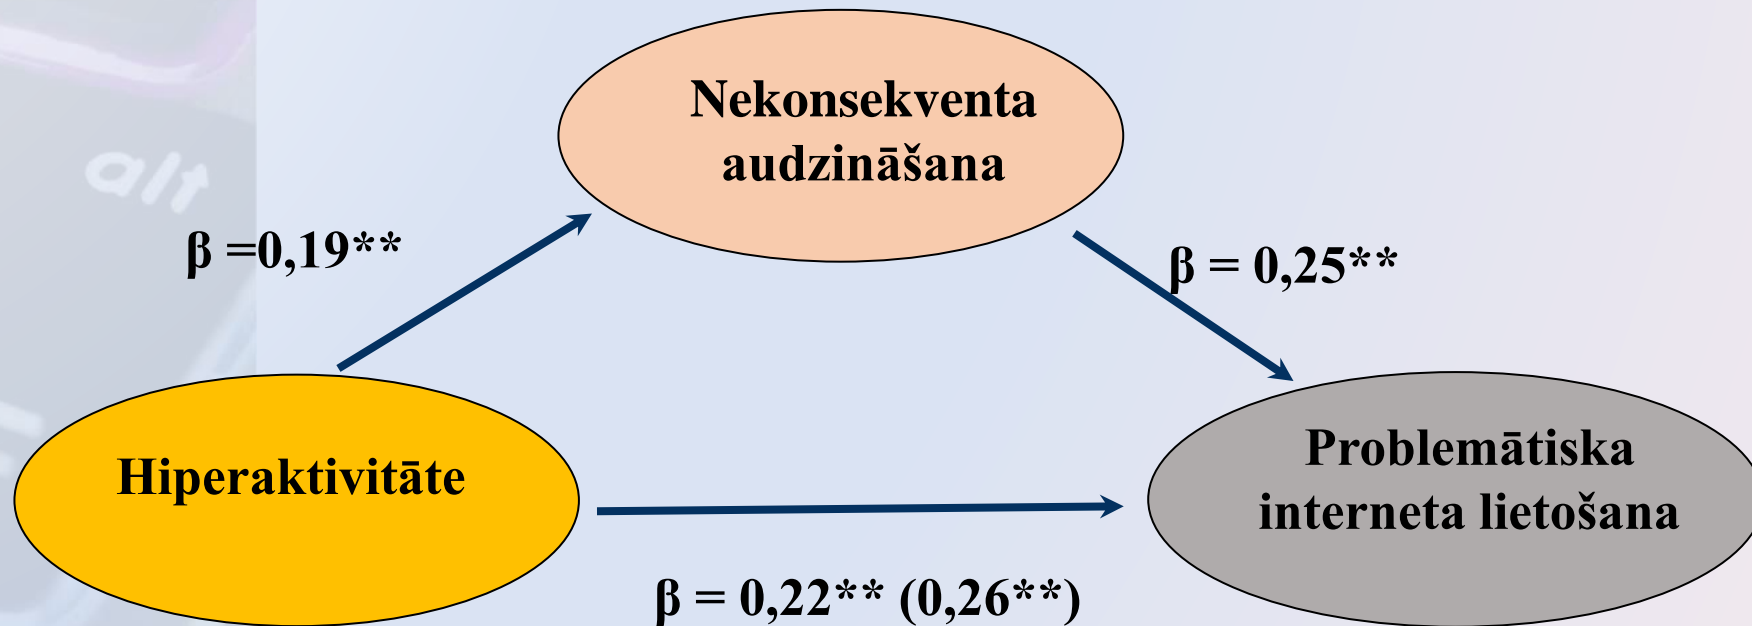 Nekonsekventa
audzināšana
alt
β =0,19**
β = 0,25**
Hiperaktivitāte
Problemātiska
interneta lietošana
β = 0,22** (0,26**)